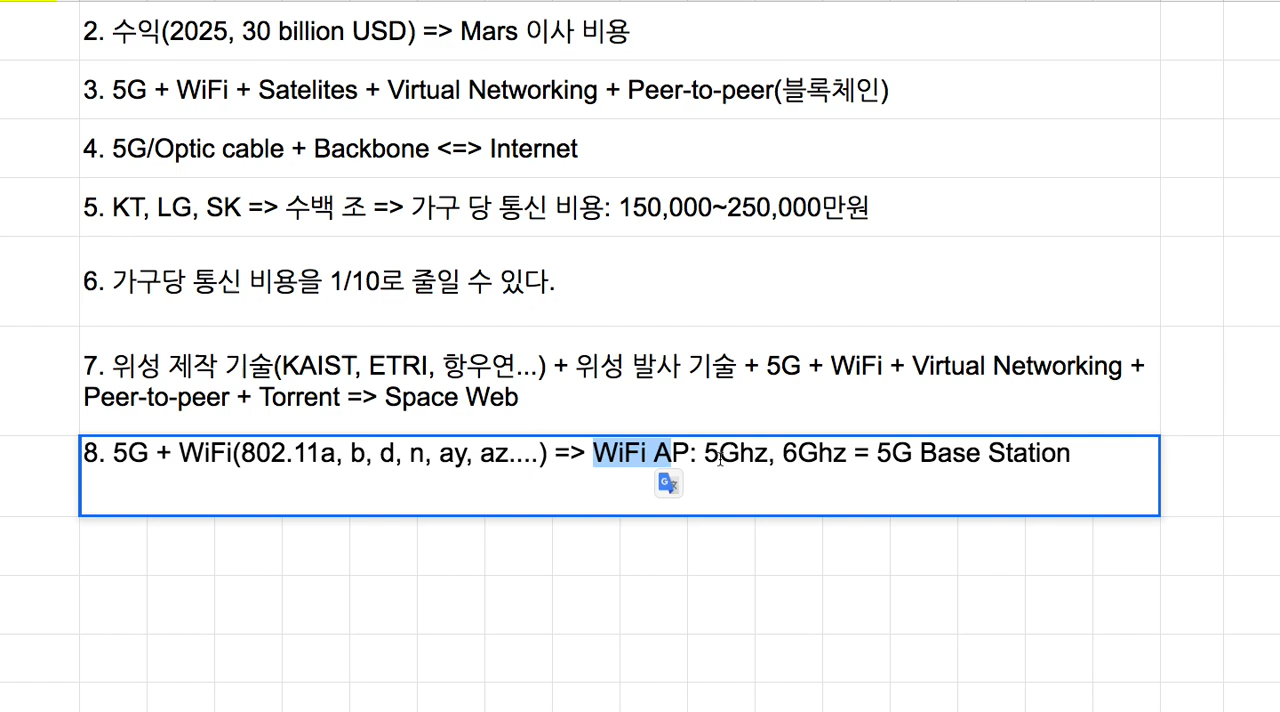 2. 수익(2025, 30 billion USD) => Mars 이사 비용
3. 5G + WiFi + Satelites + Virtual Networking + Peer-to-peer(블록체인)
4. 5G/Optic cable + Backbone <=> Internet
5. KT, LG, SK => 수백 조 => 가구 당 통신 비용: 150,000~250,000만원
6. 가구당 통신 비용을 1/10로 줄일 수 있다.
7. 위성 제작 기술(KAIST, ETRI, 항우연...) + 위성 발사 기술 + 5G + WiFi + Virtual Networking +
Peer-to-peer + Torrent => Space Web
8. 5G + WiFi(802.11a, b, d, n, ay, az....) => WiFi AP: 5Ghz, 6Ghz = 5G Base Station